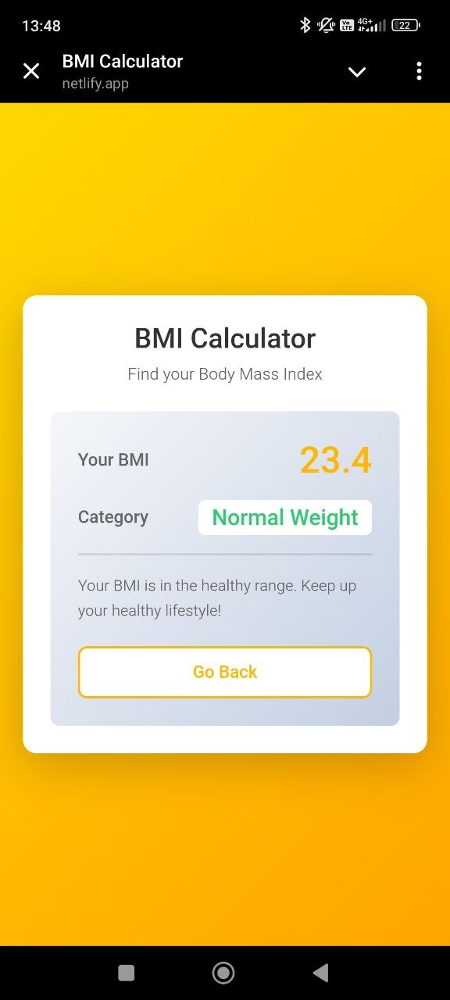 13:48
Vo LTE 4G+ 22
BMI Calculator
netlify.app
BMI Calculator
Find your Body Mass Index
Your BMI 23.4
Category Normal Weight
Your BMI is in the healthy range. Keep up
your healthy lifestyle!
Go Back